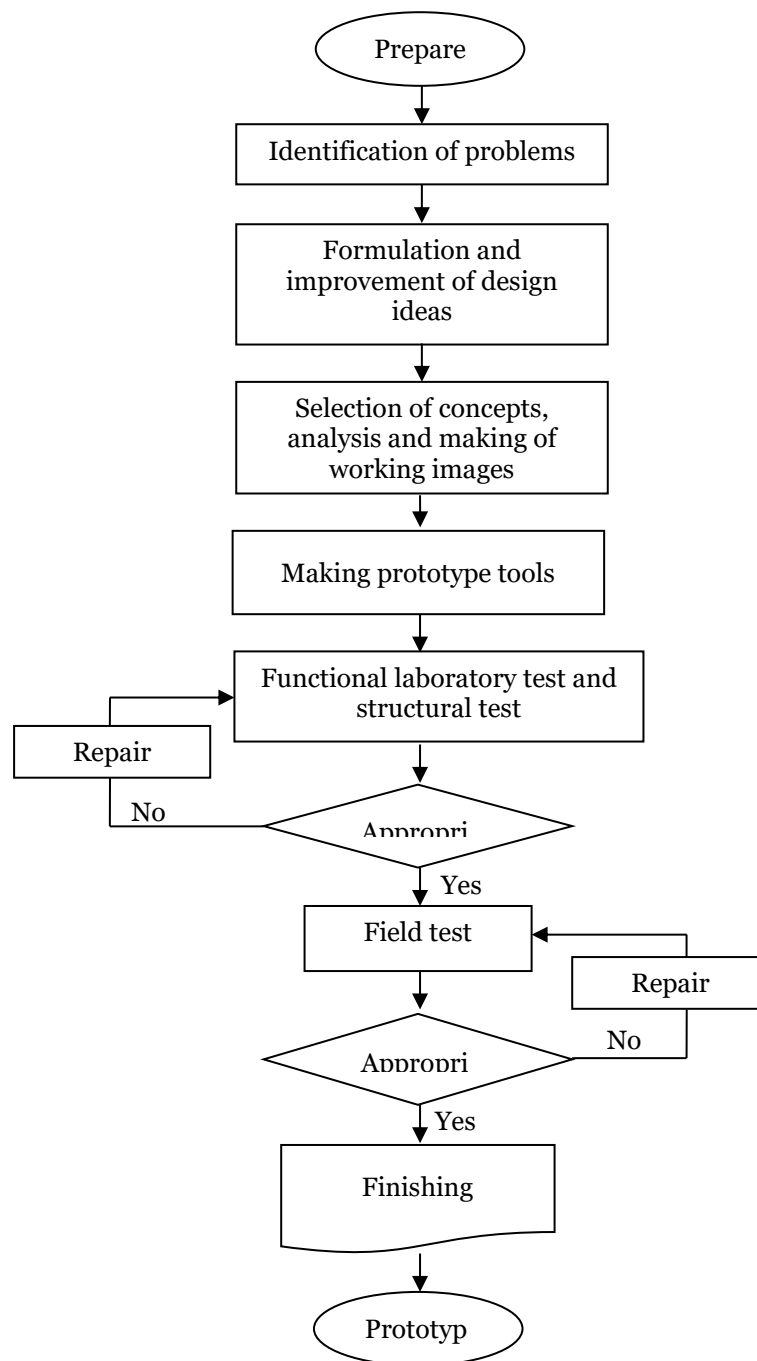 Prepare
Identification of problems
Formulation and
improvement of design
ideas
Selection of concepts,
analysis and making of
working images
Making prototype tools
Functional laboratory test and
structural test
Repair
No
Appropri
Yes
Field test
Repair
No
Appropri
Yes
Finishing
Prototyp